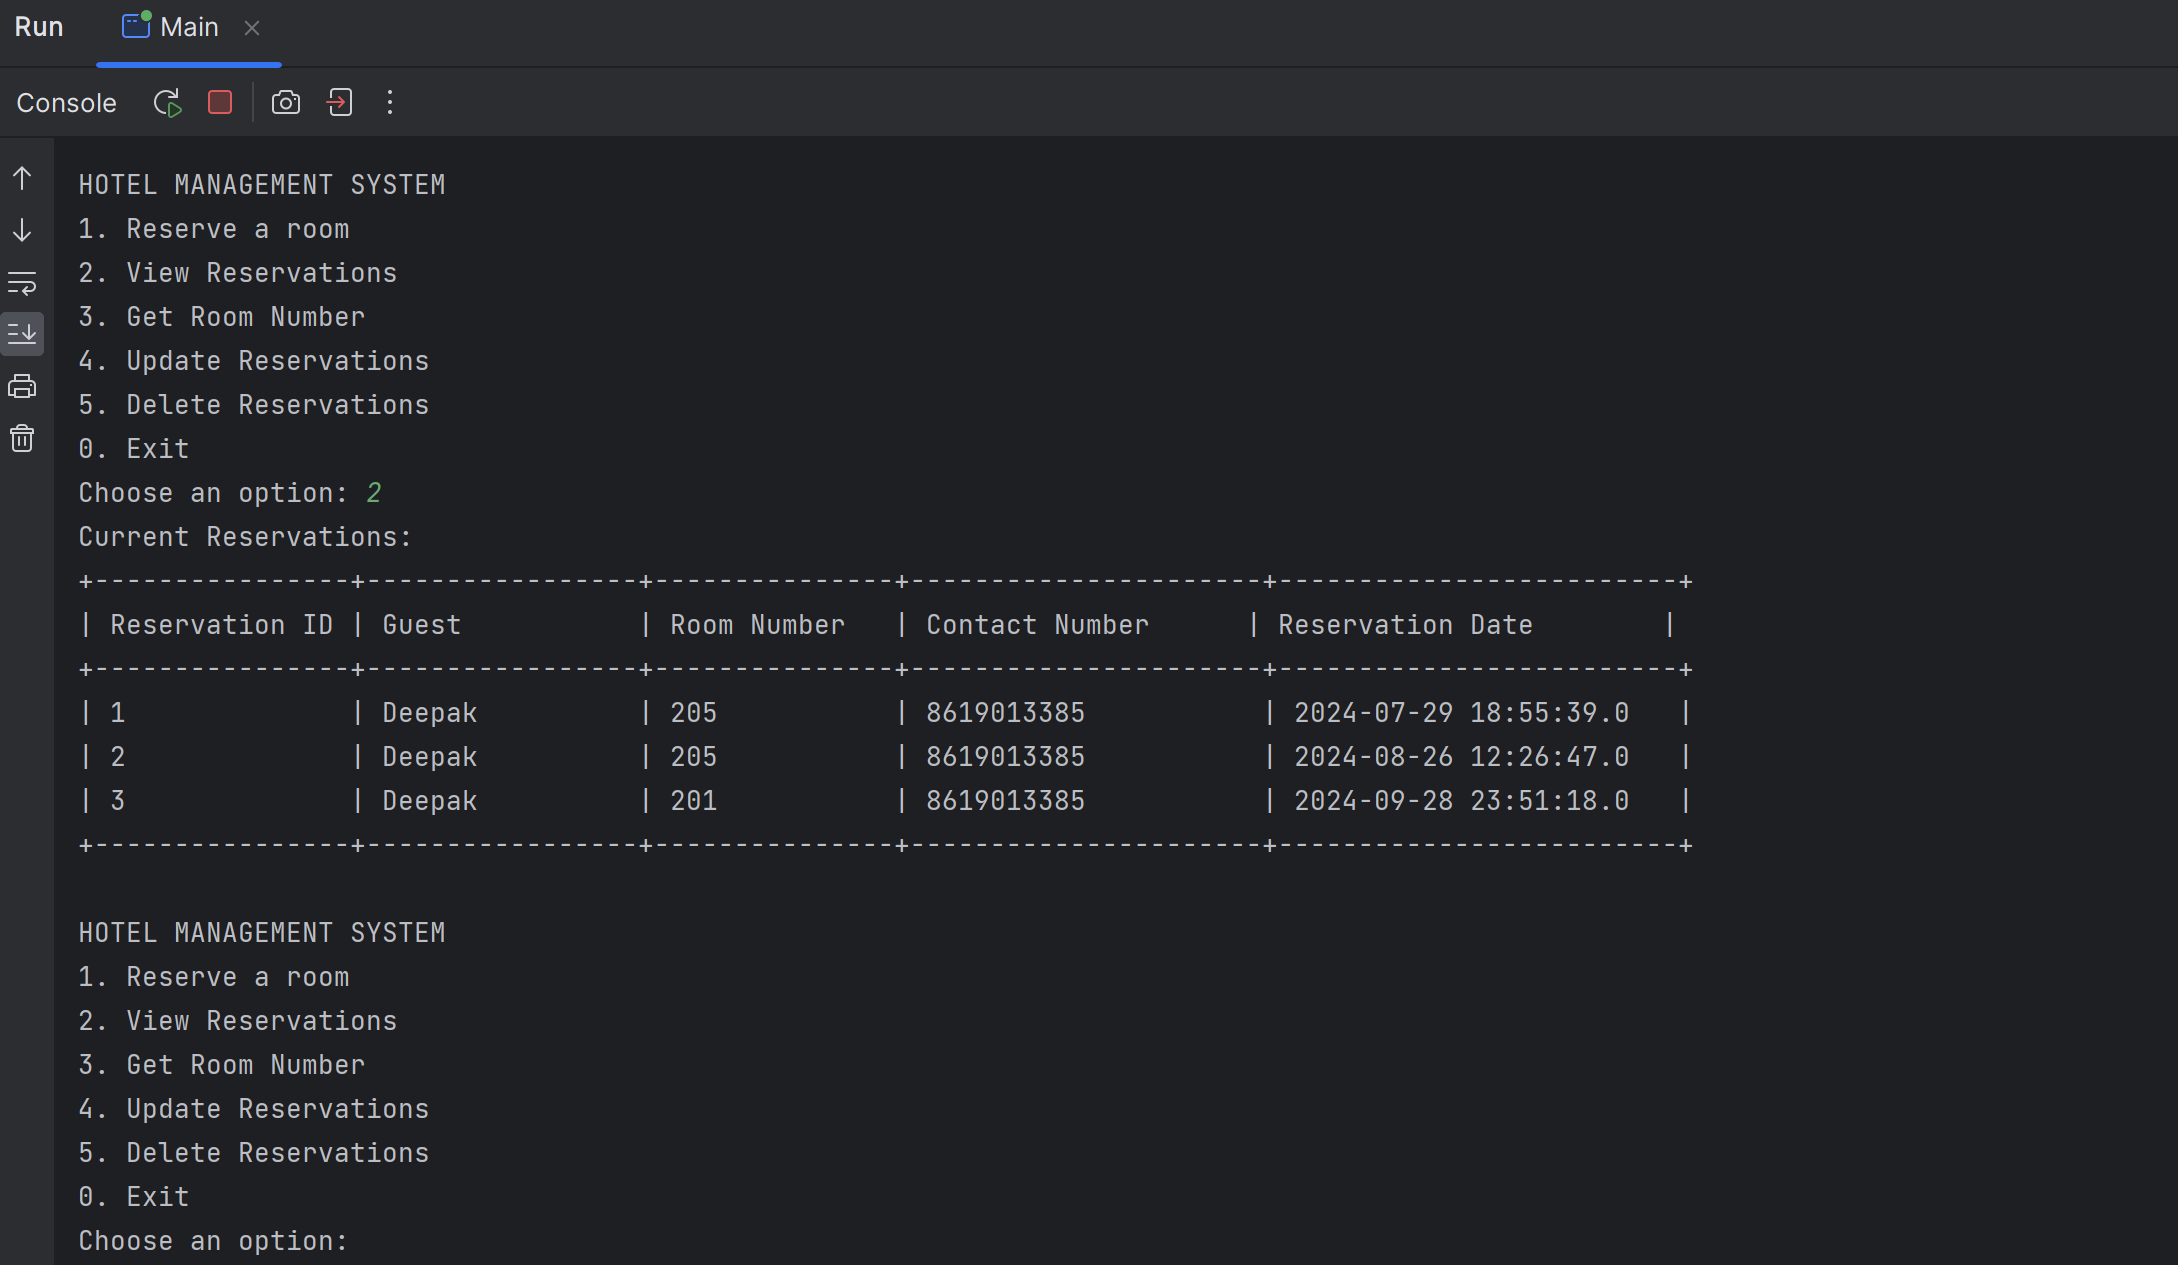 Run Main
Console
HOTEL MANAGEMENT SYSTEM
1. Reserve a room
2. View Reservations
3. Get Room Number
4. Update Reservations
5. Delete Reservations
0. Exit
Choose an option: 2
Current Reservations:
+----------------+-----------------+---------------+----------------------+-------------------------+
| Reservation ID | Guest           | Room Number   | Contact Number      | Reservation Date        |
+----------------+-----------------+---------------+----------------------+-------------------------+
| 1              | Deepak          | 205           | 8619013385           | 2024-07-29 18:55:39.0   |
| 2              | Deepak          | 205           | 8619013385           | 2024-08-26 12:26:47.0   |
| 3              | Deepak          | 201           | 8619013385           | 2024-09-28 23:51:18.0   |
+----------------+-----------------+---------------+----------------------+-------------------------+
HOTEL MANAGEMENT SYSTEM
1. Reserve a room
2. View Reservations
3. Get Room Number
4. Update Reservations
5. Delete Reservations
0. Exit
Choose an option: